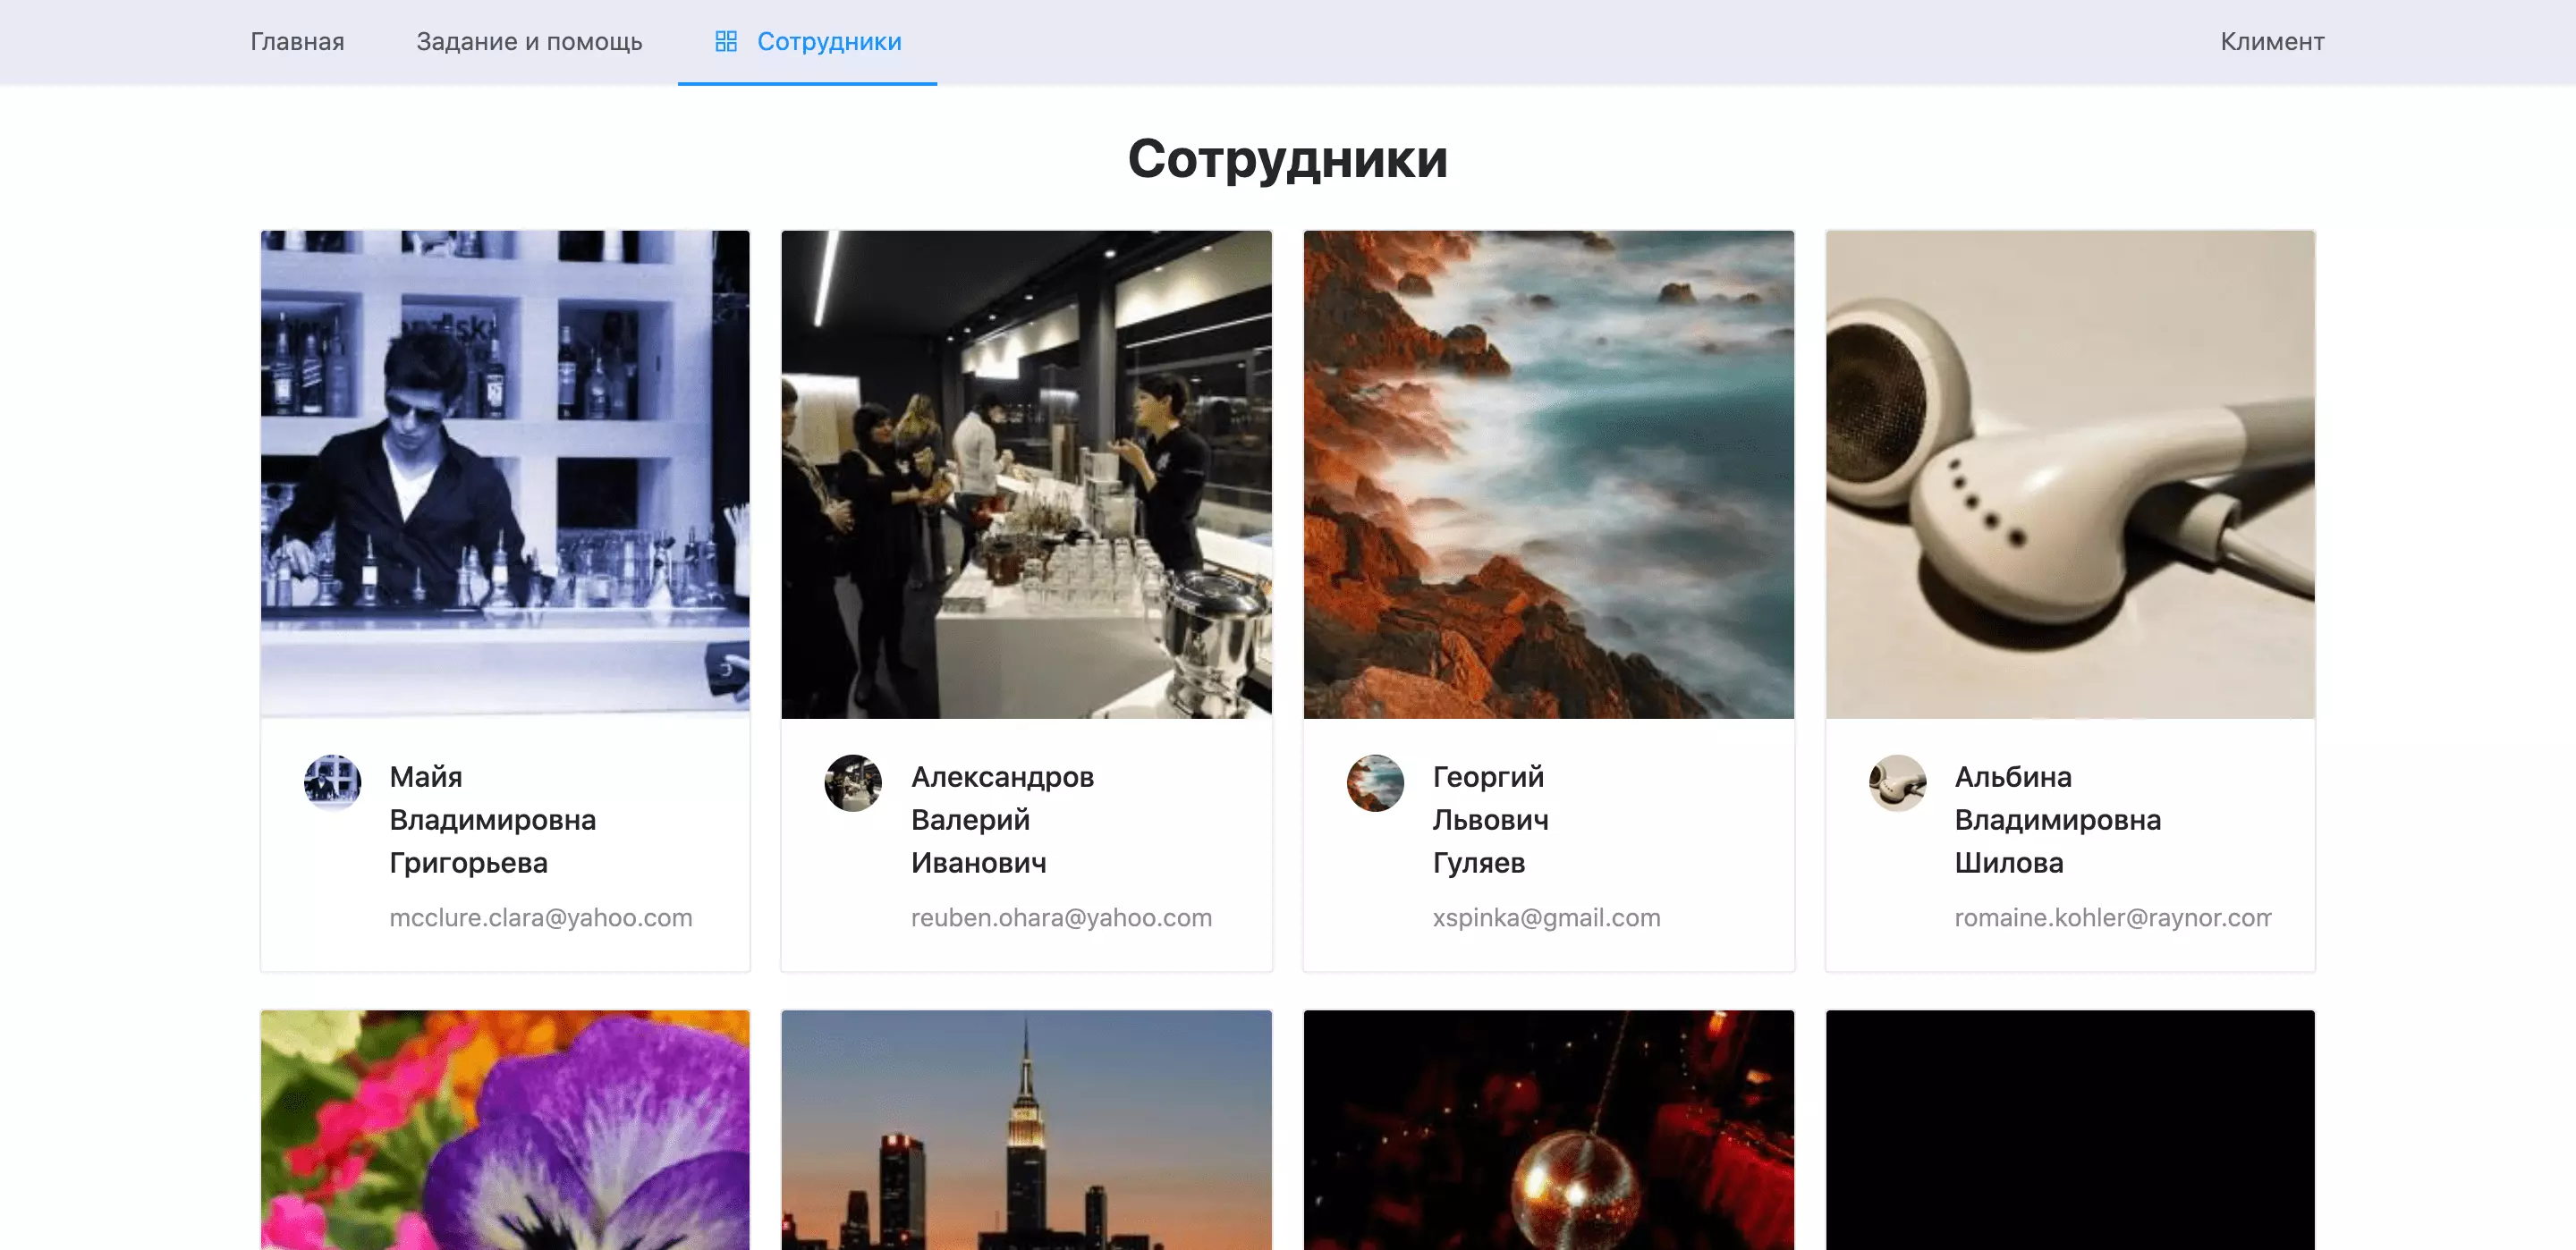 Главная
Задание и помощь
Сотрудники
Климент
Сотрудники
Майя
Владимировна
Григорьева
mcclure.clara@yahoo.com
Александров
Валерий
Иванович
reuben.ohara@yahoo.com
Георгий
Львович
Гуляев
xspinka@gmail.com
Альбина
Владимировна
Шилова
romaine.kohler@raynor.com